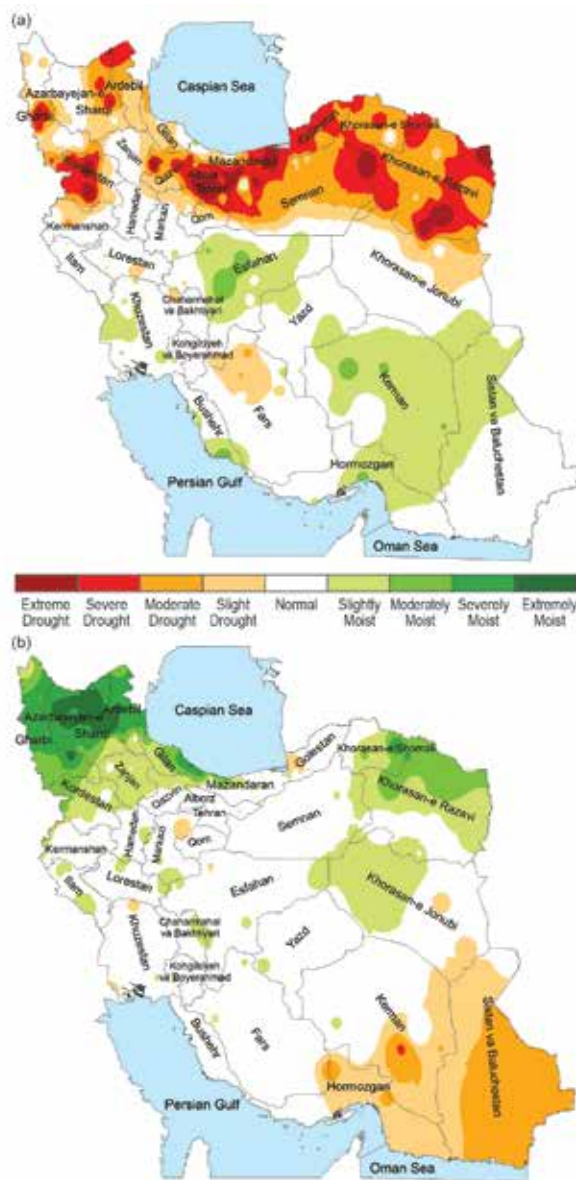 (a)
Caspian Sea
Ardebil
Azarbayejan-e
Sharqi
Gharbi
Gilan
Zanjan
Mazandaran
Khorasan-e Shomali
Khorasan-e Razavi
Tehran
Semnan
Hamedan
Markazi
Qom
Kermanshah
Lorestan
Ilam
Esfahan
Khorasan-e Jonubi
Chaharmahal
va Bakhtiyari
Yazd
Khuzestan
Kohgiluyeh
va Boyerahmad
Kerman
Fars
Bushehr
Sistan va Baluchestan
Hormozgan
Persian Gulf
Oman Sea
Extreme Drought
Severe Drought
Moderate Drought
Slight Drought
Normal
Slightly Moist
Moderately Moist
Severely Moist
Extremely Moist
(b)
Caspian Sea
Ardebil
Azarbayejan-e
Sharqi
Gharbi
Gilan
Golestan
Khorasan-e Shomali
Zanjan
Mazandaran
Kordestan
Qazvin
Alborz
Tehran
Khorasan-e Razavi
Semnan
Hamedan
Markazi
Qom
Kermanshah
Lorestan
Ilam
Esfahan
Khorasan-e Jonubi
Chaharmahal
va Bakhtiyari
Yazd
Khuzestan
Kohgiluyeh
va Boyerahmad
Kerman
Fars
Bushehr
Sistan va Baluchestan
Hormozgan
Persian Gulf
Oman Sea